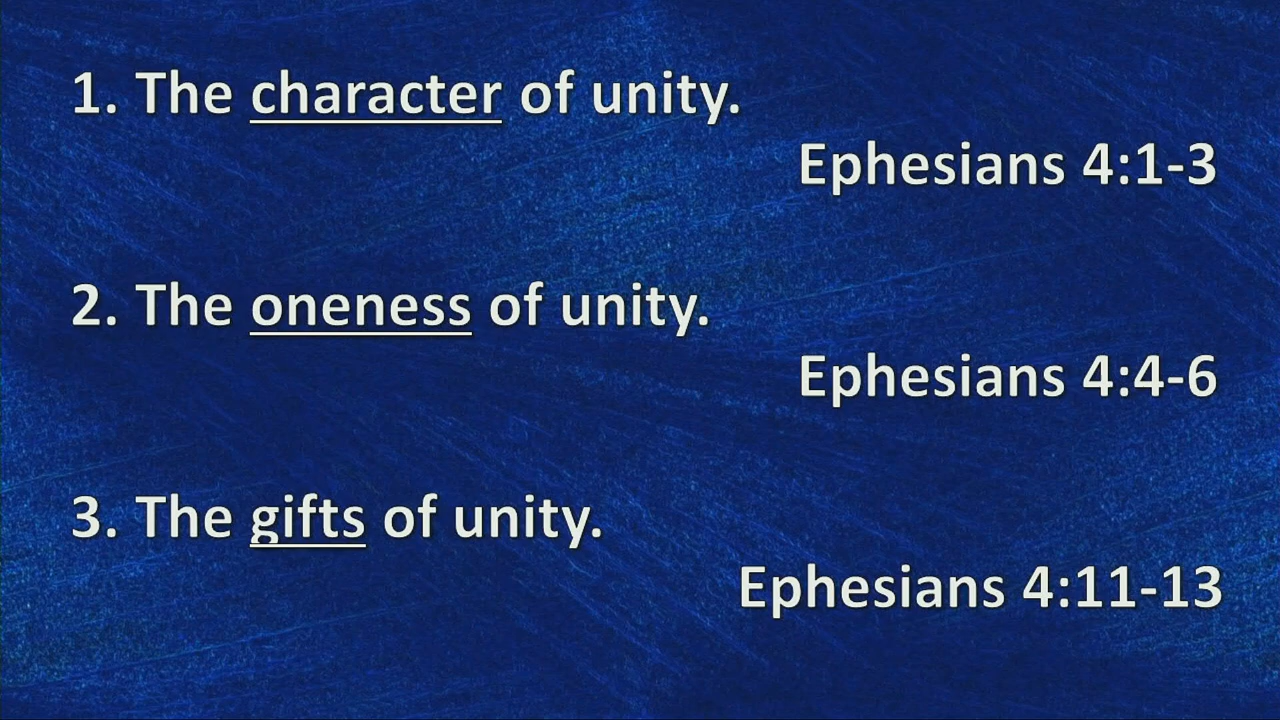 1. The character of unity.
Ephesians 4:1-3
2. The oneness of unity.
Ephesians 4:4-6
3. The gifts of unity.
Ephesians 4:11-13